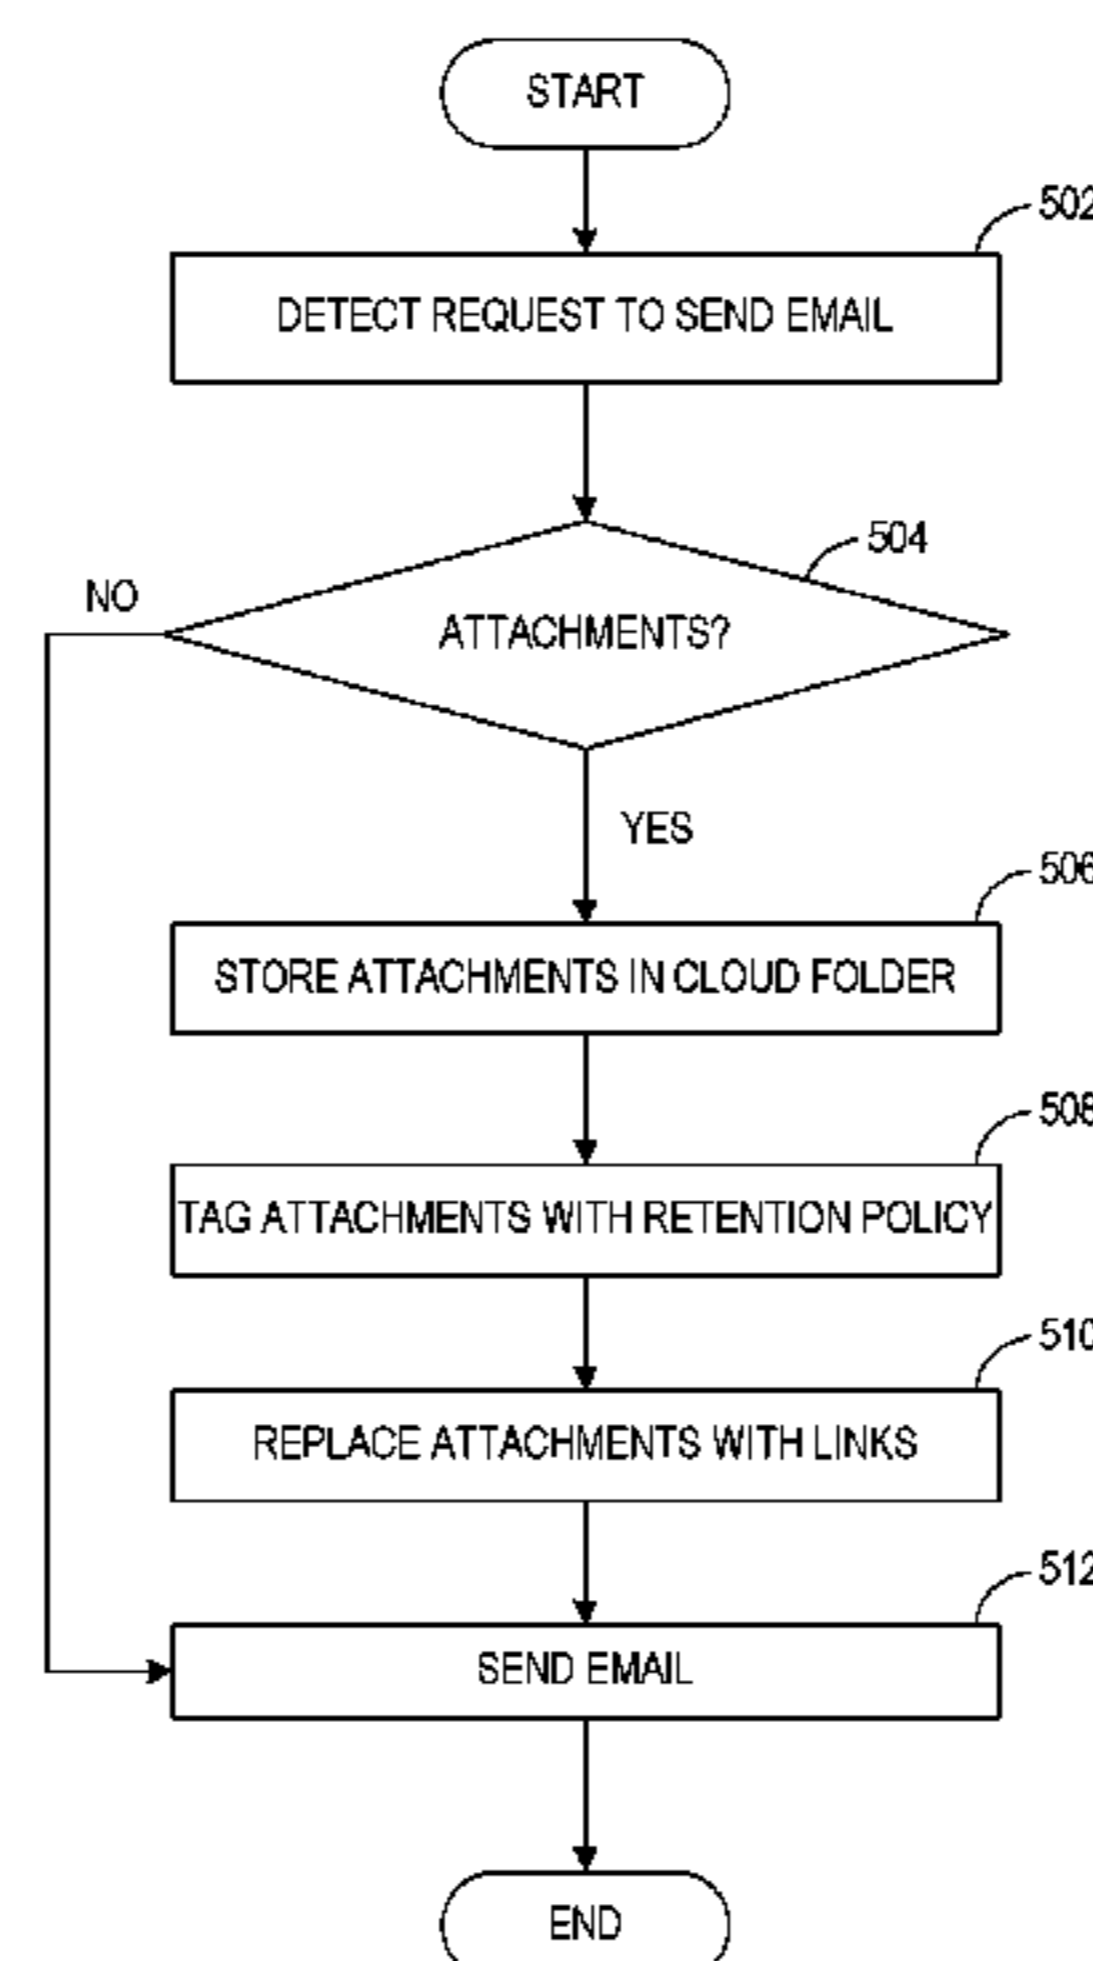 START
502
DETECT REQUEST TO SEND EMAIL
504
NO
ATTACHMENTS?
YES
506
STORE ATTACHMENTS IN CLOUD FOLDER
508
TAG ATTACHMENTS WITH RETENTION POLICY
510
REPLACE ATTACHMENTS WITH LINKS
512
SEND EMAIL
END